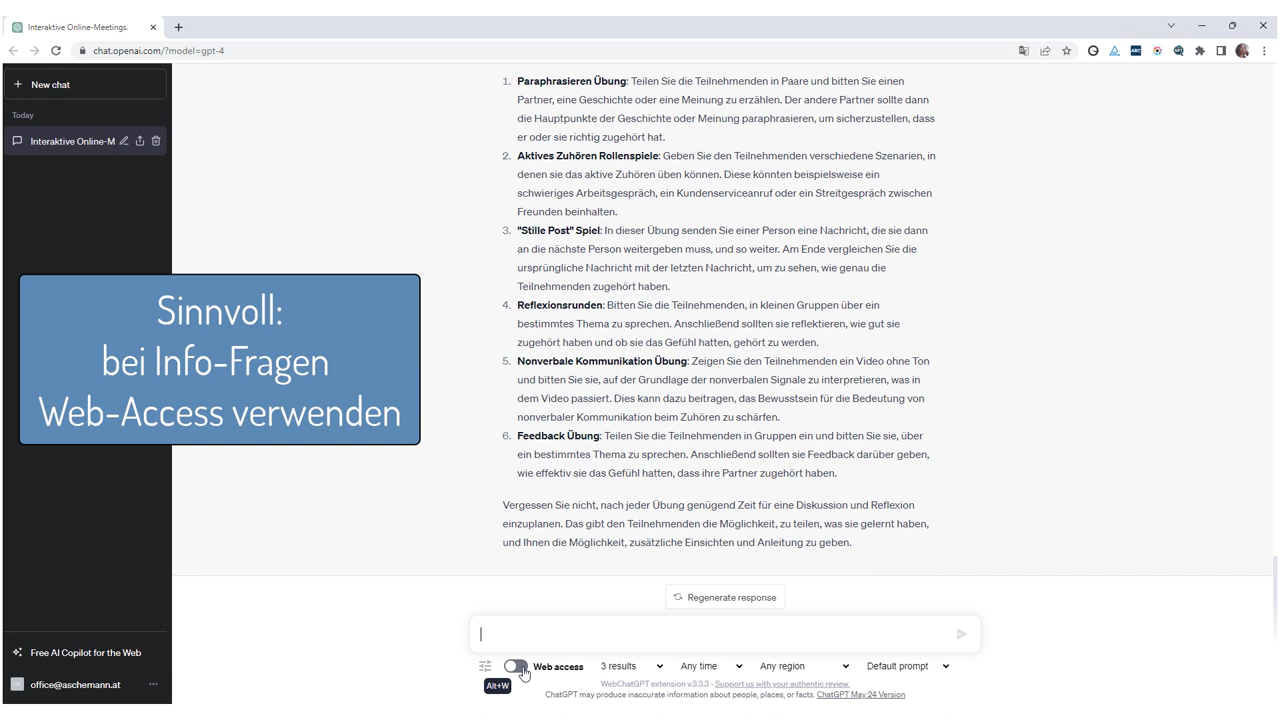 Interaktive Online-Meetings.
chat.openai.com/?model=gpt-4
New chat
Today
Interaktive Online-M
1. Paraphrasieren Übung: Teilen Sie die Teilnehmenden in Paare und bitten Sie einen
Partner, eine Geschichte oder eine Meinung zu erzählen. Der andere Partner sollte dann
die Hauptpunkte der Geschichte oder Meinung paraphrasieren, um sicherzustellen, dass
er oder sie richtig zugehört hat.
2. Aktives Zuhören Rollenspiele: Geben Sie den Teilnehmenden verschiedene Szenarien, in
denen sie das aktive Zuhören üben können. Diese könnten beispielsweise ein
schwieriges Arbeitsgespräch, ein Kundenserviceanruf oder ein Streitgespräch zwischen
Freunden beinhalten.
3. "Stille Post" Spiel: In dieser Übung senden Sie einer Person eine Nachricht, die sie dann
an die nächste Person weitergeben muss, und so weiter. Am Ende vergleichen Sie die
ursprüngliche Nachricht mit der letzten Nachricht, um zu sehen, wie genau die
Teilnehmenden zugehört haben.
4. Reflexionsrunden: Bitten Sie die Teilnehmenden, in kleinen Gruppen über ein
bestimmtes Thema zu sprechen. Anschließend sollten sie reflektieren, wie gut sie
zugehört haben und ob sie das Gefühl hatten, gehört zu werden.
5. Nonverbale Kommunikation Übung: Zeigen Sie den Teilnehmenden ein Video ohne Ton
und bitten Sie sie, auf der Grundlage der nonverbalen Signale zu interpretieren, was in
dem Video passiert. Dies kann dazu beitragen, das Bewusstsein für die Bedeutung von
nonverbaler Kommunikation beim Zuhören zu schärfen.
6. Feedback Übung: Teilen Sie die Teilnehmenden in Gruppen ein und bitten Sie sie, über
ein bestimmtes Thema zu sprechen. Anschließend sollten sie Feedback darüber geben,
wie effektiv sie das Gefühl hatten, dass ihre Partner zugehört haben.
Vergessen Sie nicht, nach jeder Übung genügend Zeit für eine Diskussion und Reflexion
einzuplanen. Das gibt den Teilnehmenden die Möglichkeit, zu teilen, was sie gelernt haben,
und Ihnen die Möglichkeit, zusätzliche Einsichten und Anleitung zu geben.
Sinnvoll:
bei Info-Fragen
Web-Access verwenden
Regenerate response
Free AI Copilot for the Web
office@aschemann.at
Web access 3 results Any time Any region Default prompt
Alt+W
WebChatGPT extension v.3.3.3 - Support us with your authentic review.
ChatGPT may produce inaccurate information about people, places, or facts. ChatGPT May 24 Version